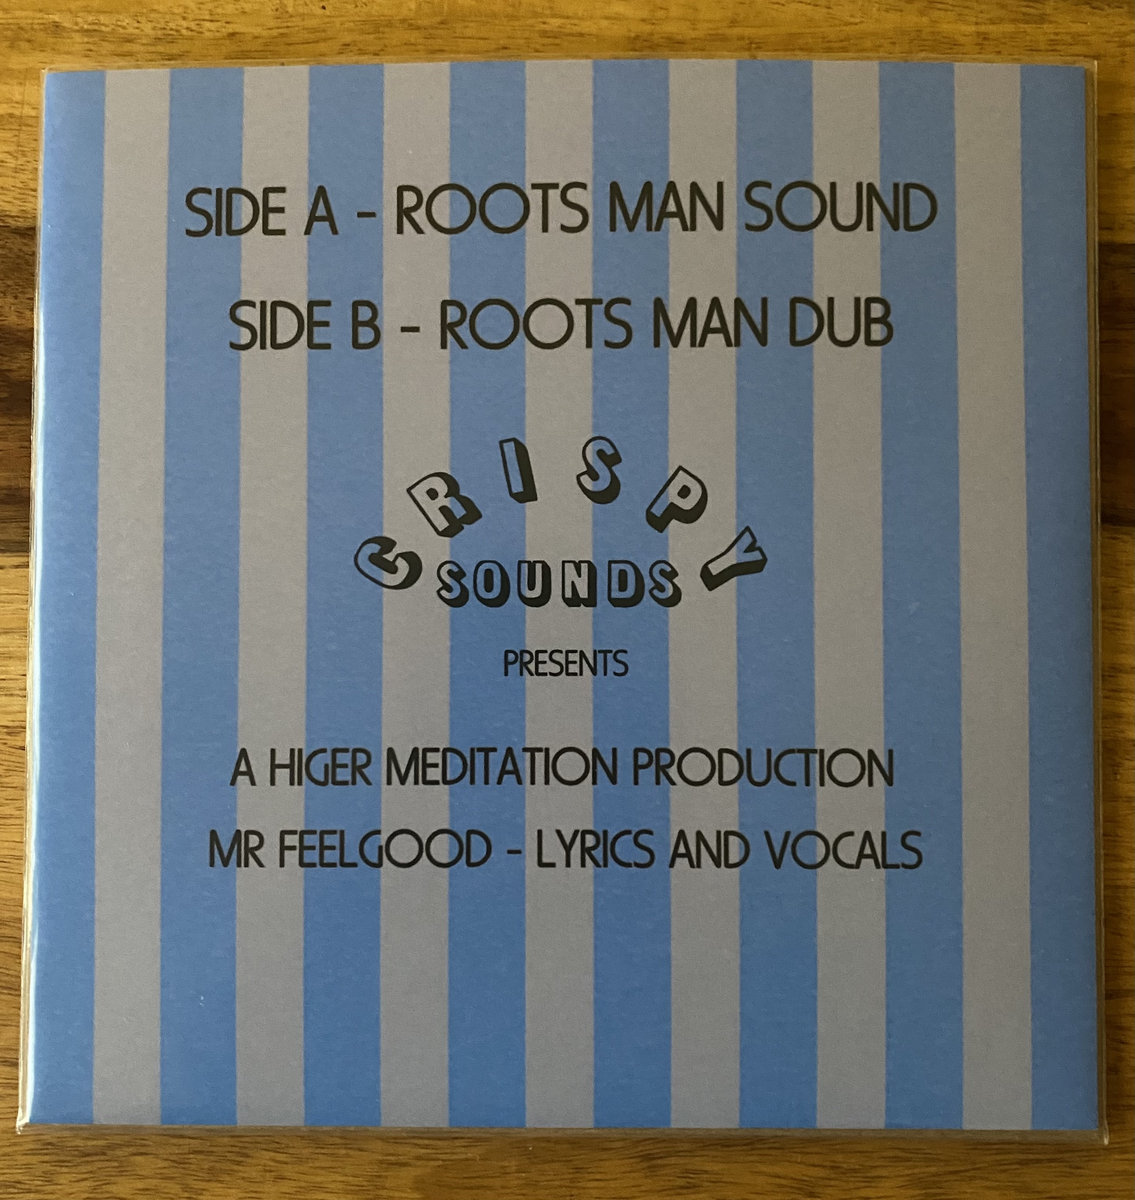 SIDE A - ROOTS MAN SOUND
SIDE B - ROOTS MAN DUB
CRISPY
SOUNDS
PRESENTS
A HIGER MEDITATION PRODUCTION
MR FEELGOOD - LYRICS AND VOCALS